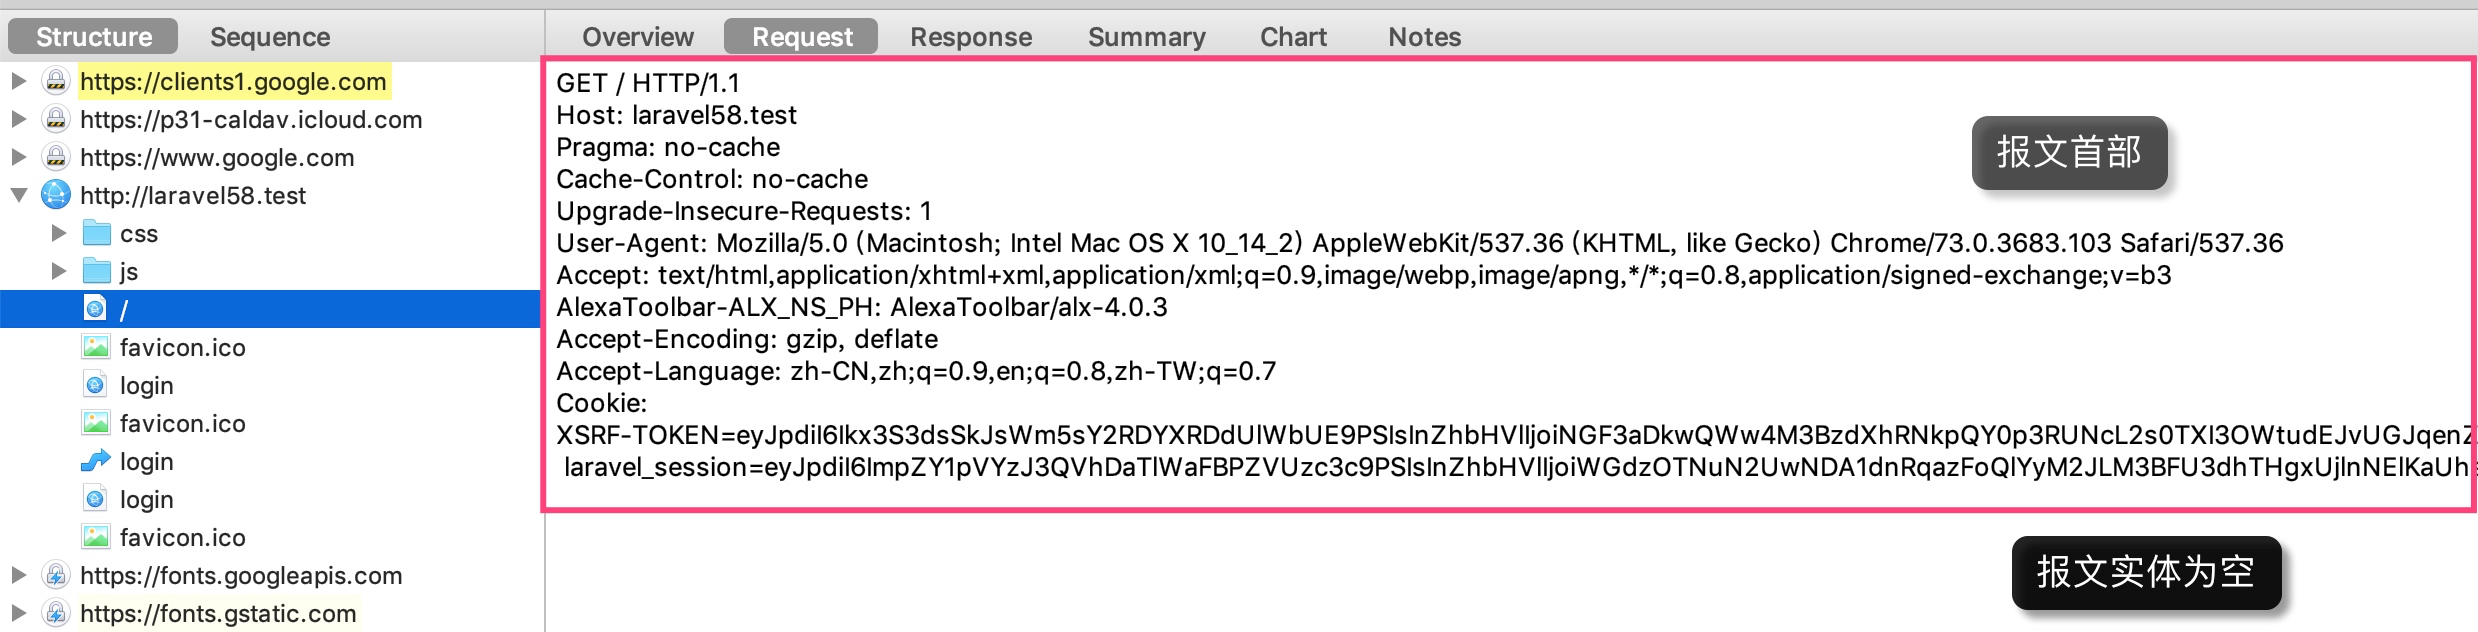 Structure Sequence
https://clients1.google.com
https://p31-caldav.icloud.com
https://www.google.com
http://laravel58.test
css
js
/
favicon.ico
login
favicon.ico
login
login
favicon.ico
https://fonts.googleapis.com
https://fonts.gstatic.com
Overview Request Response Summary Chart Notes
GET / HTTP/1.1
Host: laravel58.test
Pragma: no-cache
Cache-Control: no-cache
Upgrade-Insecure-Requests: 1
User-Agent: Mozilla/5.0 (Macintosh; Intel Mac OS X 10_14_2) AppleWebKit/537.36 (KHTML, like Gecko) Chrome/73.0.3683.103 Safari/537.36
Accept: text/html,application/xhtml+xml,application/xml;q=0.9,image/webp,image/apng,*/*;q=0.8,application/signed-exchange;v=b3
AlexaToolbar-ALX_NS_PH: AlexaToolbar/alx-4.0.3
Accept-Encoding: gzip, deflate
Accept-Language: zh-CN,zh;q=0.9,en;q=0.8,zh-TW;q=0.7
Cookie:
XSRF-TOKEN=eyJpdiI6Ikx3S3dsSkJsWm5sY2RDYXRDdUlWbUE9PSIsInZhbHVlIjoiNGF3aDkwQWw4M3BzdXhRNkpQY0p3RUNcL2s0TXI3OWtudEJvUGJqenZ
laravel_session=eyJpdiI6ImpZY1pVYzJ3QVhDaTlWaFBPZVUzc3c9PSIsInZhbHVlIjoiWGdzOTNuN2UwNDA1dnRqazFoQlYyM2JLM3BFU3dhTHgxUjlnNElKaUh
报文首部
报文实体为空